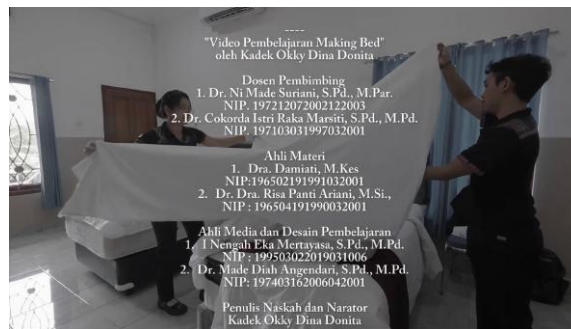 ----
"Video Pembelajaran Making Bed"
oleh Kadek Okky Dina Donita
Dosen Pembimbing
1. Dr. Ni Made Suriani, S.Pd., M.Par.
NIP. 197212072002122003
2. Dr. Cokorda Istri Raka Marsiti, S.Pd., M.Pd.
NIP. 197103031997032001
Ahli Materi
1. Dra. Damiati, M.Kes
NIP:196502191991032001
2. Dr. Dra. Risa Panti Ariani, M.Si.,
NIP : 196504191990032001
Ahli Media dan Desain Pembelajaran
1. I Nengah Eka Mertayasa, S.Pd., M.Pd.
NIP : 199503022019031006
2. Dr. Made Diah Angendari, S.Pd., M.Pd.
NIP: 197403162006042001
Penulis Naskah dan Narator
Kadek Okky Dina Donita